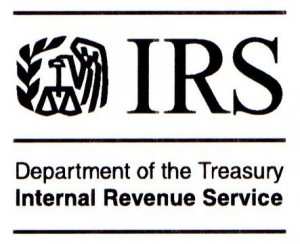 IRS
Department of the Treasury
Internal Revenue Service